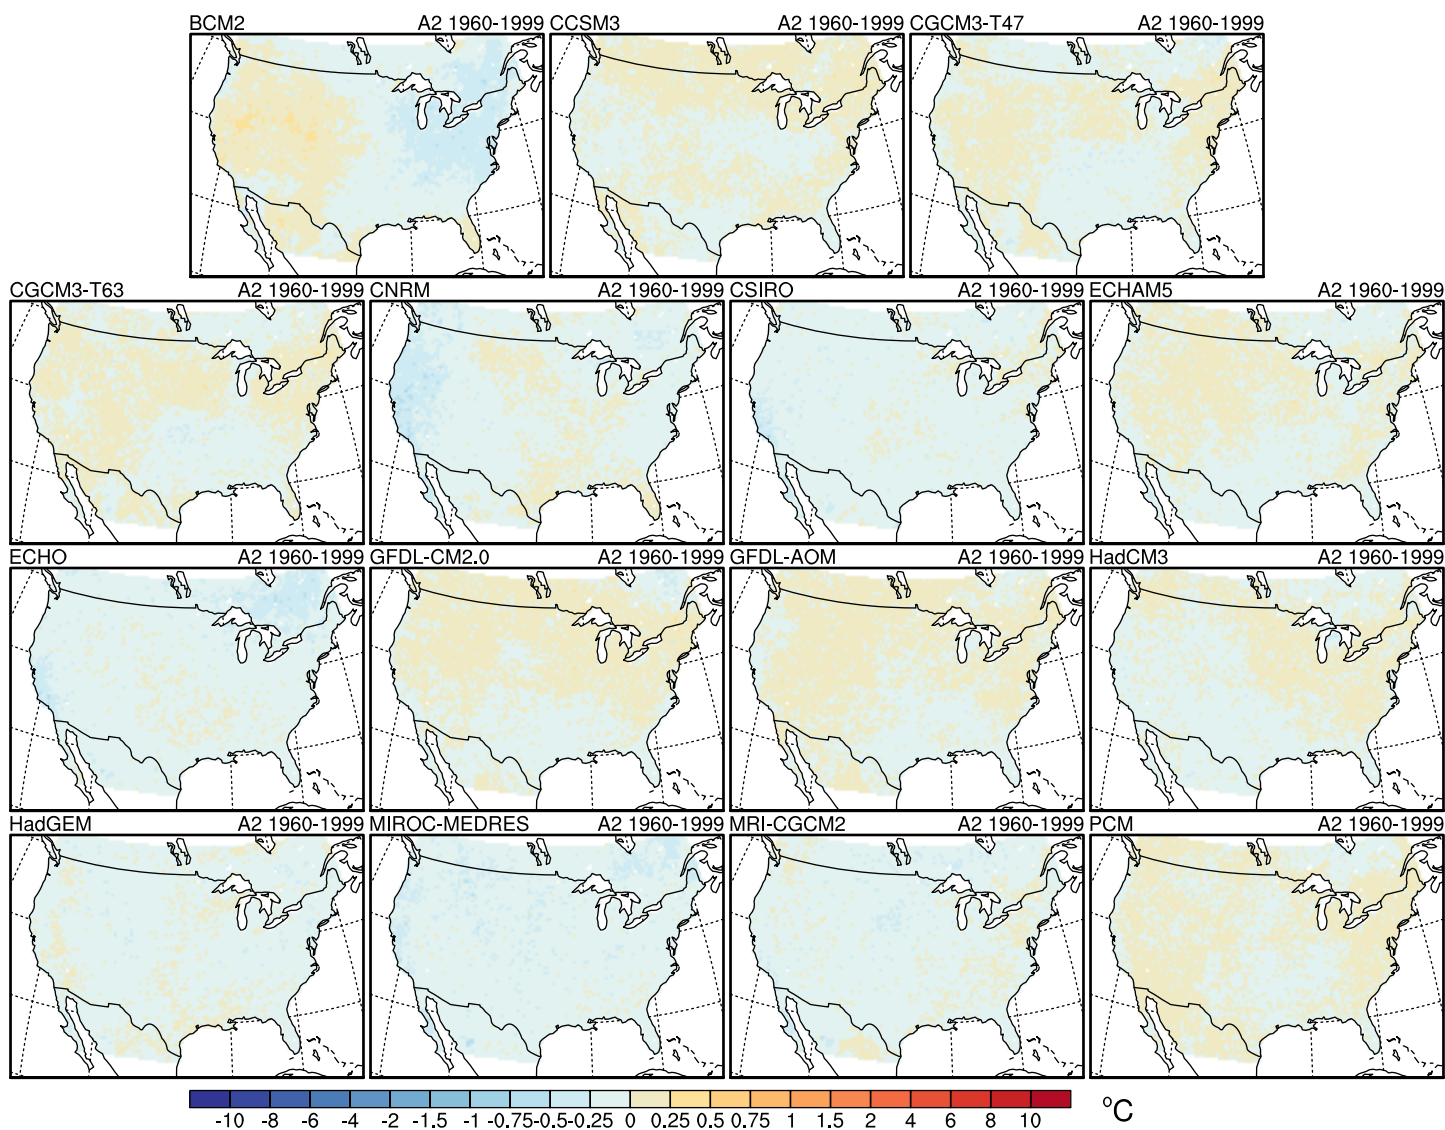 BCM2 A2 1960-1999 CCSM3 A2 1960-1999 CGCM3-T47 A2 1960-1999
CGCM3-T63 A2 1960-1999 CNRM A2 1960-1999 CSIRO A2 1960-1999 ECHAM5 A2 1960-1999
ECHO A2 1960-1999 GFDL-CM2.0 A2 1960-1999 GFDL-AOM A2 1960-1999 HadCM3 A2 1960-1999
HadGEM A2 1960-1999 MIROC-MEDRES A2 1960-1999 MRI-CGCM2 A2 1960-1999 PCM A2 1960-1999
-10 -8 -6 -4 -2 -1.5 -1 -0.75 -0.5 -0.25 0 0.25 0.5 0.75 1 1.5 2 4 6 8 10 °C